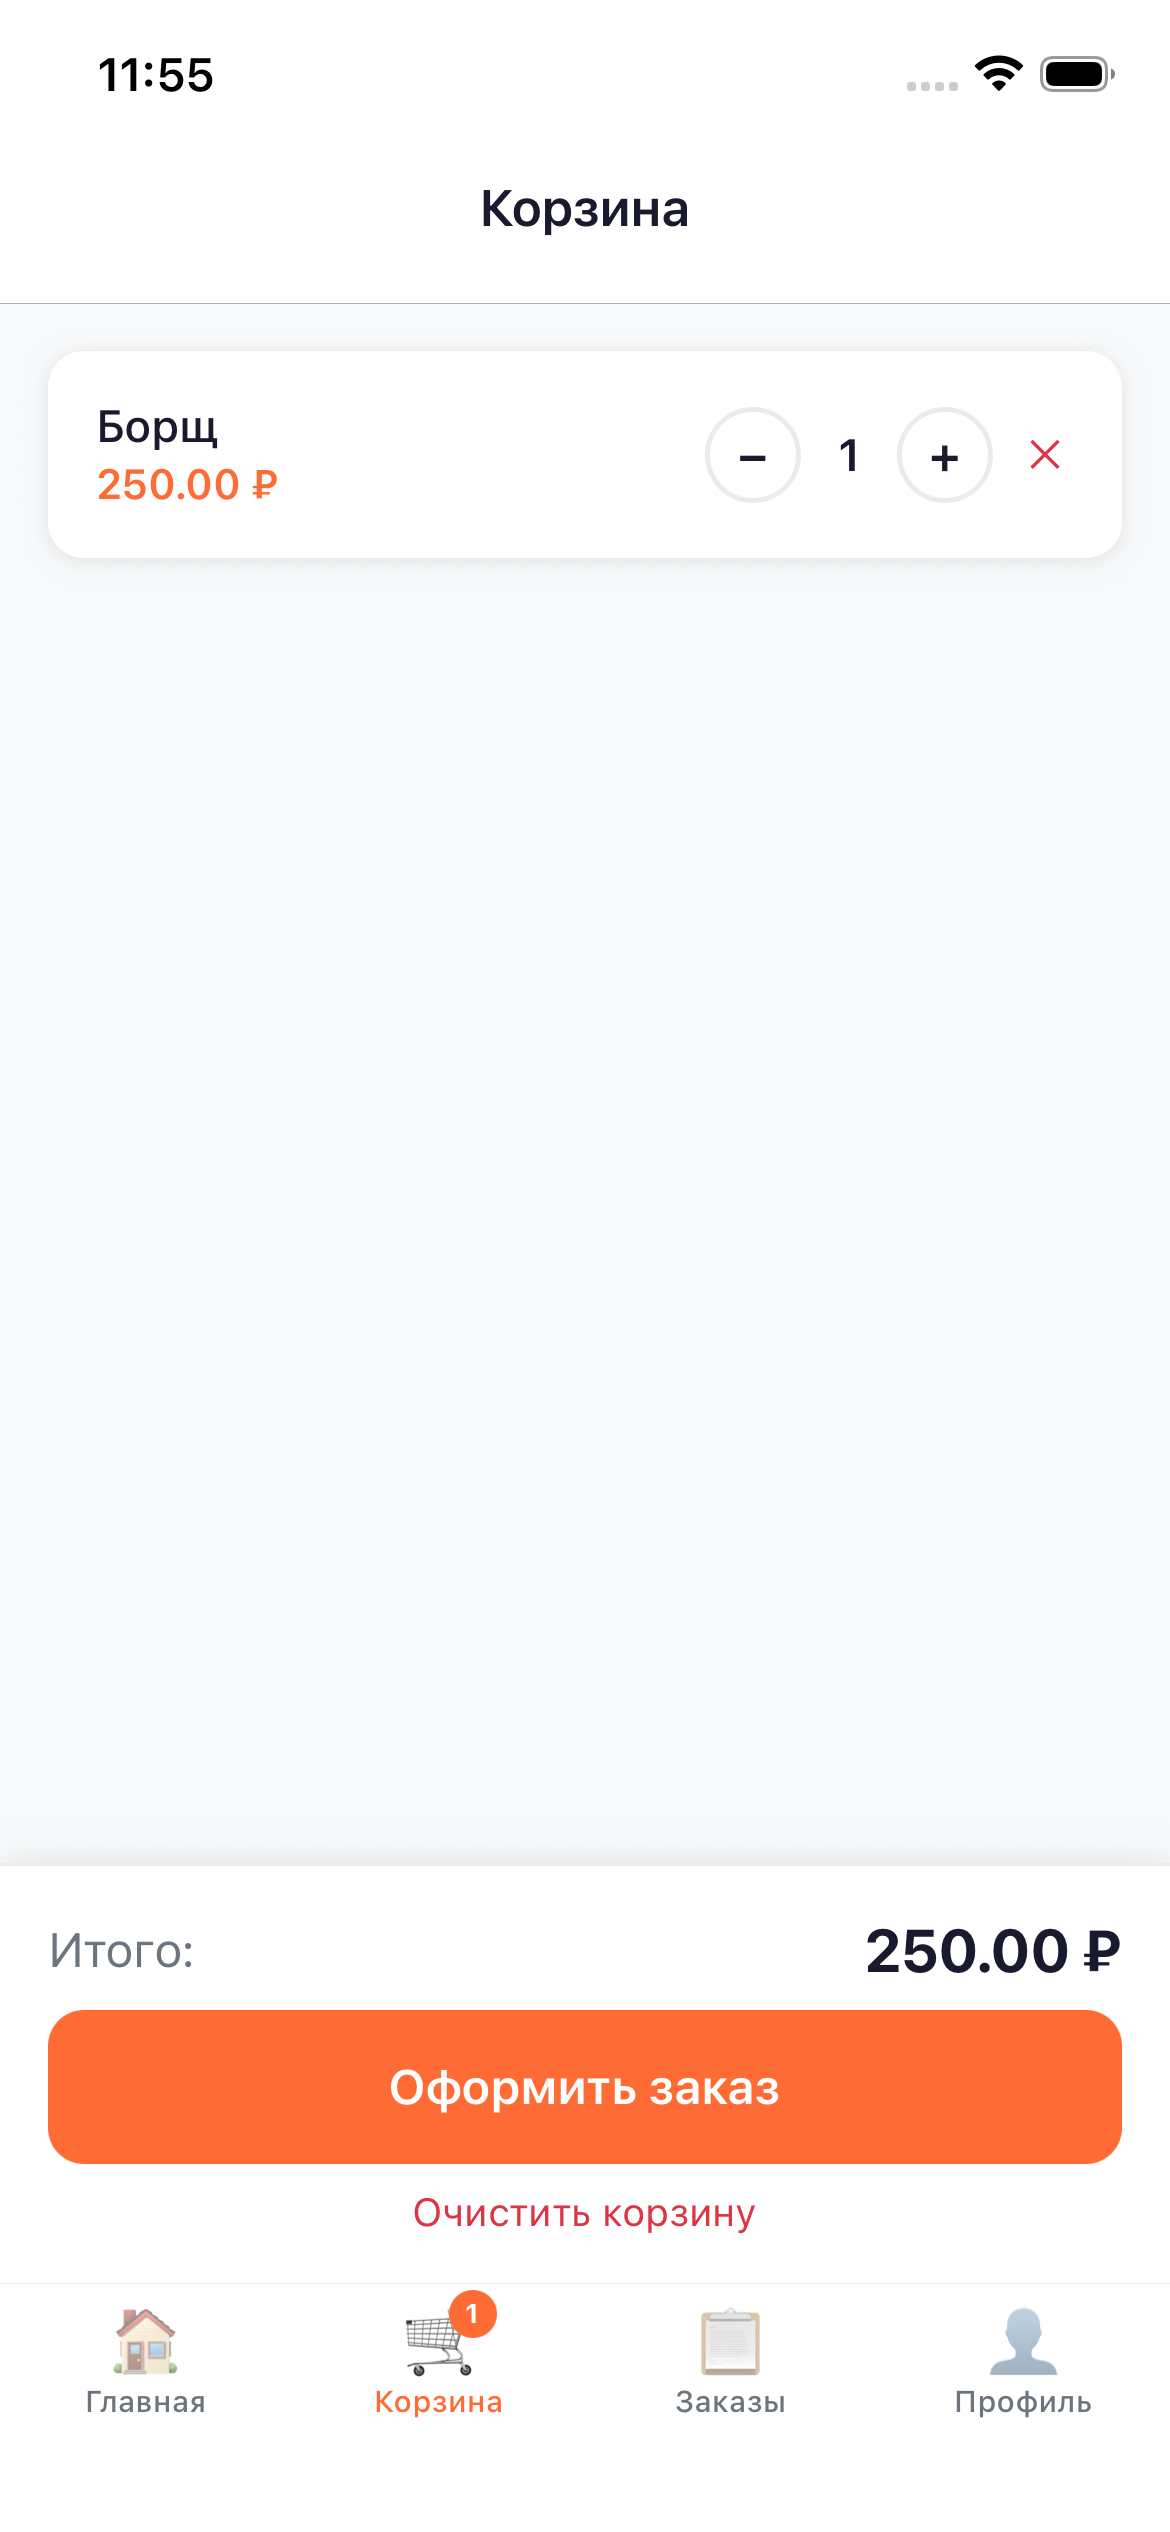 11:55
Корзина
Борщ
250.00 ₽
− 1 +
Итого:
250.00 ₽
Оформить заказ
Очистить корзину
1
Главная
Корзина
Заказы
Профиль